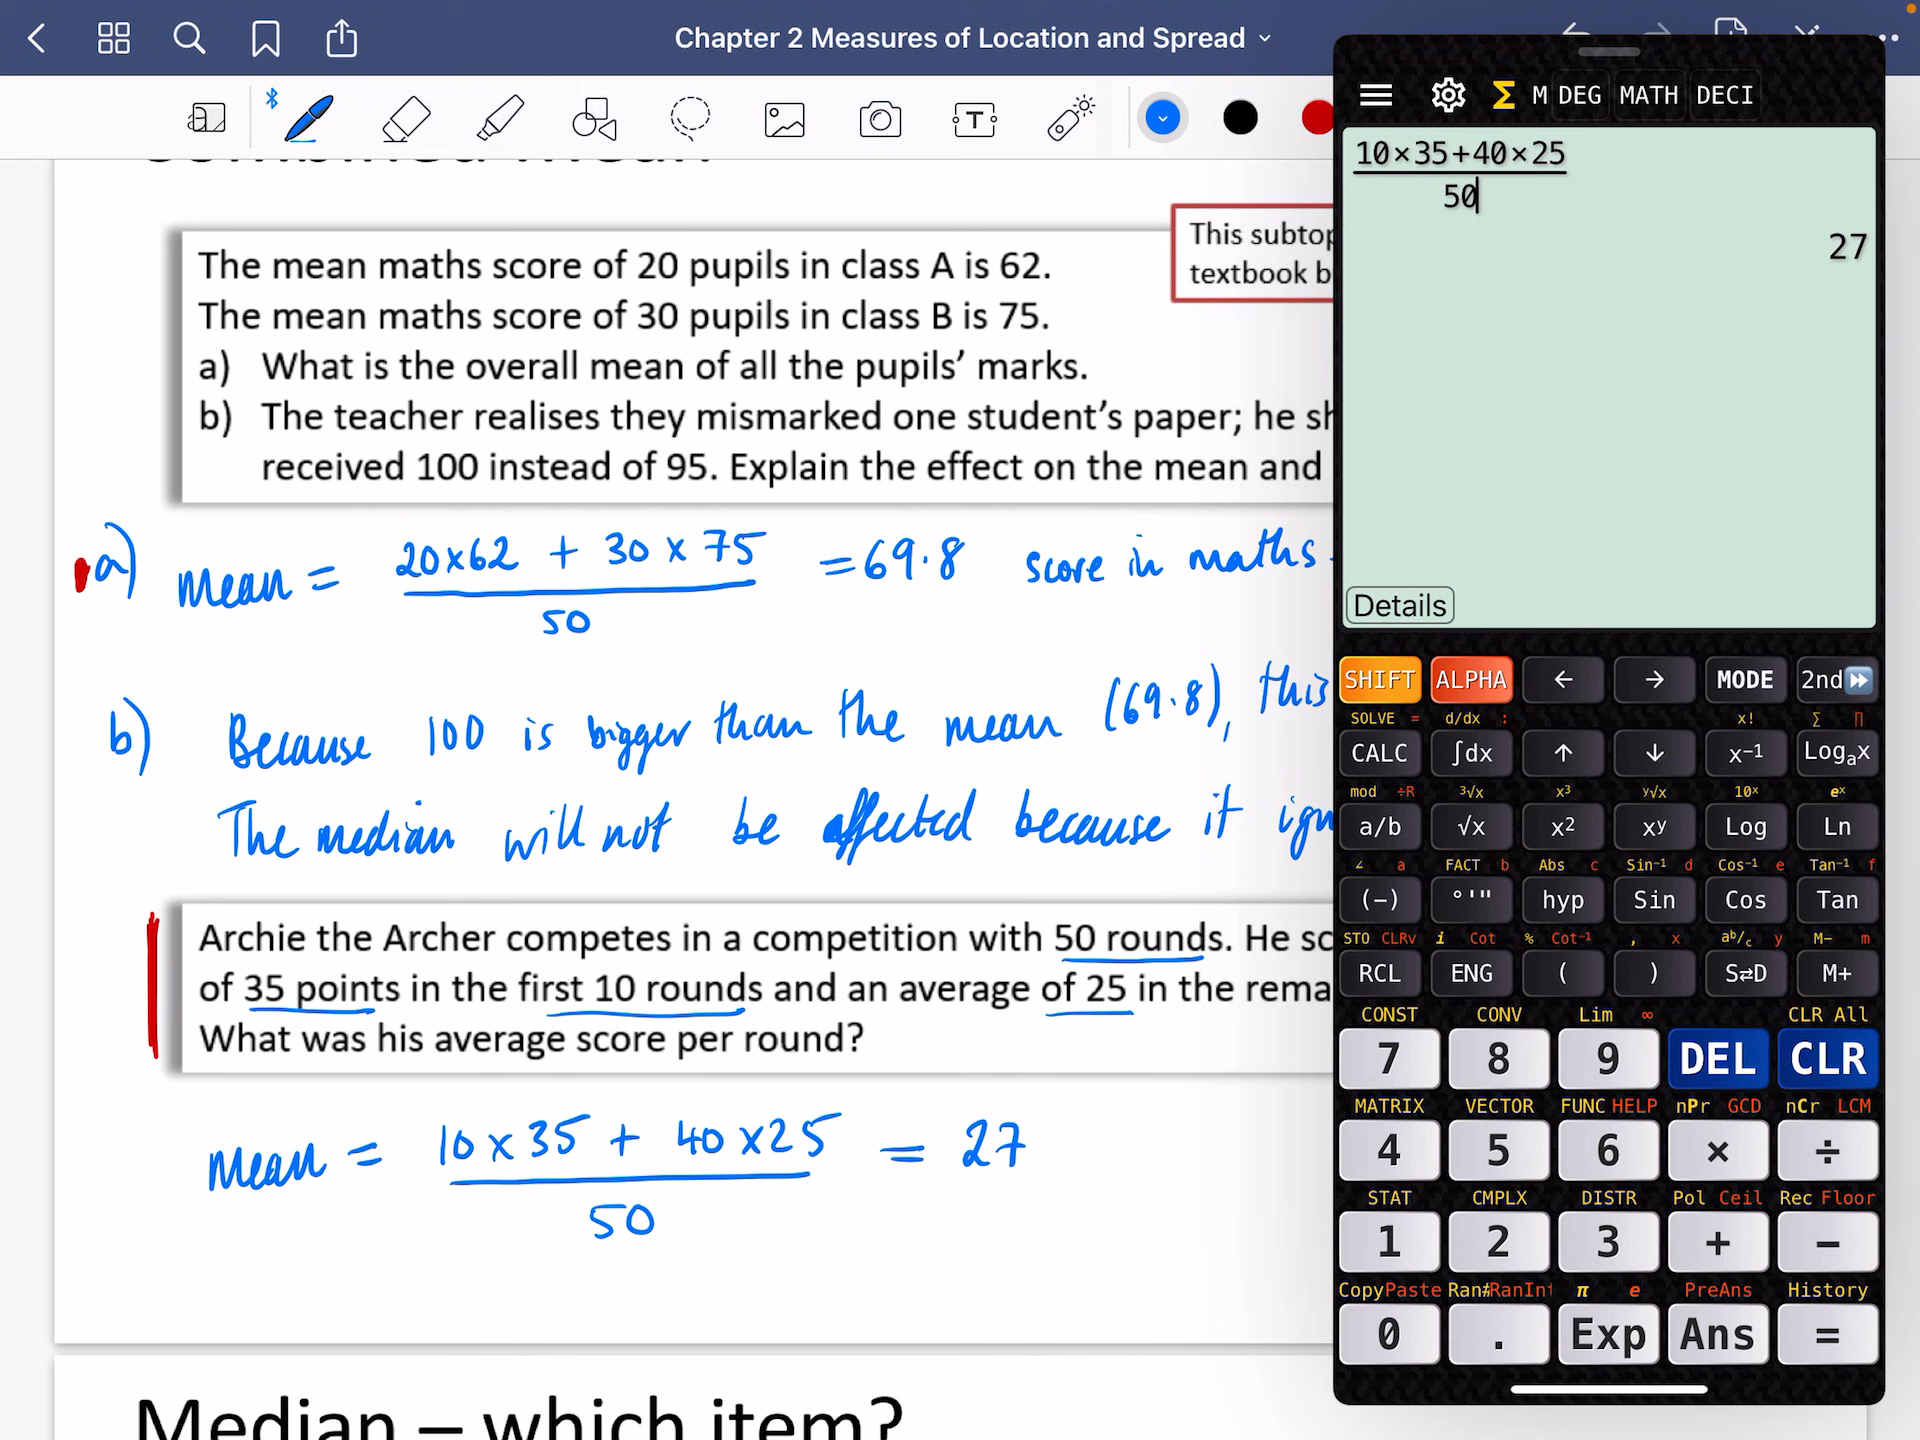 Chapter 2 Measures of Location and Spread
The mean maths score of 20 pupils in class A is 62.
The mean maths score of 30 pupils in class B is 75.
a) What is the overall mean of all the pupils' marks.
b) The teacher realises they mismarked one student's paper; he sh
received 100 instead of 95. Explain the effect on the mean and
This subtop
textbook b
a) mean = 20x62 + 30 x 75 = 69.8 score in maths
50
b) Because 100 is bigger than the mean (69.8), this
The median will not be affected because it ign
Archie the Archer competes in a competition with 50 rounds. He sc
of 35 points in the first 10 rounds and an average of 25 in the rema
What was his average score per round?
mean = 10 x 35 + 40 x 25 = 27
50
Median – which item?
Σ M DEG MATH DECI
10×35+40×25
50
27
Details
SHIFT ALPHA ← → MODE 2nd
SOLVE = d/dx : x! Σ ∏
CALC ∫dx ↑ ↓ x⁻¹ Logₐx
mod ÷R ³√x x³ ʸ√x 10ˣ eˣ
a/b √x x² xʸ Log Ln
∠ a FACT b Abs c Sin⁻¹ d Cos⁻¹ e Tan⁻¹ f
(−) °'" hyp Sin Cos Tan
STO CLRv i Cot % Cot⁻¹ , x aᵇ/c y M− m
RCL ENG ( ) S⇄D M+
CONST CONV Lim ∞ CLR All
7 8 9 DEL CLR
MATRIX VECTOR FUNC HELP nPr GCD nCr LCM
4 5 6 × ÷
STAT CMPLX DISTR Pol Ceil Rec Floor
1 2 3 + −
Copy Paste Ran# RanInt π e PreAns History
0 . Exp Ans =